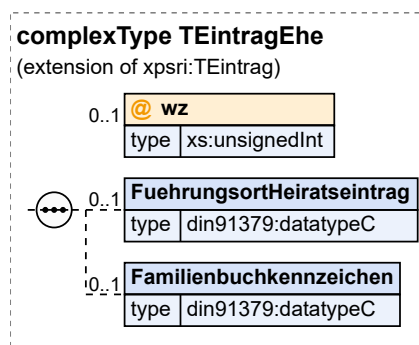 complexType TEintragEhe
(extension of xpsri:TEintrag)
0..1 @ wz
type xs:unsignedInt
0..1 FuehrungsortHeiratseintrag
type din91379:datatypeC
0..1 Familienbuchkennzeichen
type din91379:datatypeC